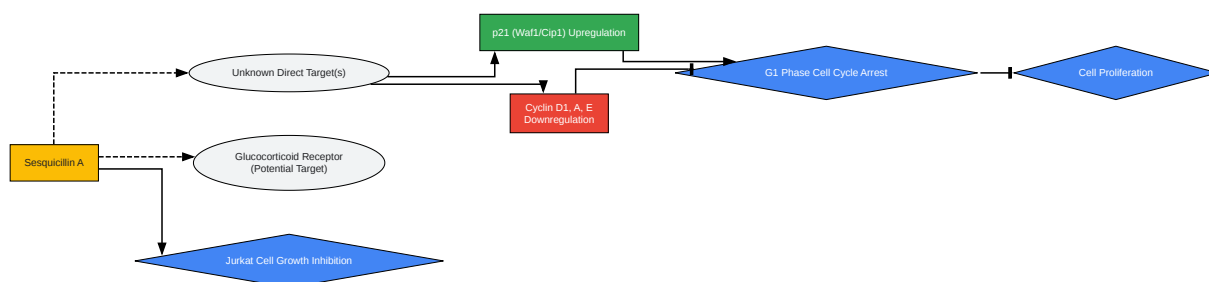 p21 (Waf1/Cip1) Upregulation
Unknown Direct Target(s)
G1 Phase Cell Cycle Arrest
Cell Proliferation
Cyclin D1, A, E
Downregulation
Sesquicillin A
Glucocorticoid Receptor
(Potential Target)
Jurkat Cell Growth Inhibition